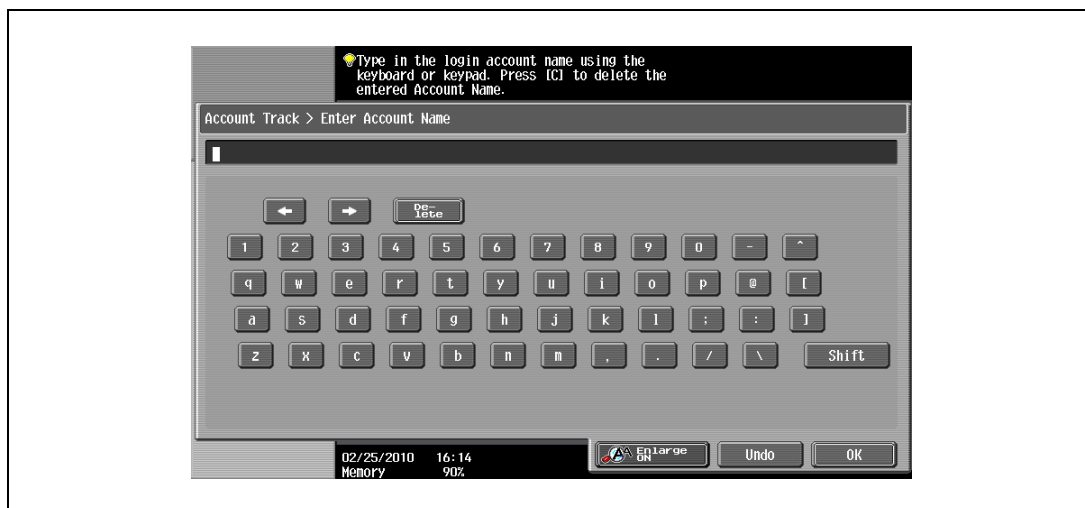 Type in the login account name using the
keyboard or keypad. Press [C] to delete the
entered Account Name.
Account Track > Enter Account Name
← → De-
lete
1 2 3 4 5 6 7 8 9 0 - ^
q w e r t y u i o p @ [
a s d f g h j k l ; : ]
z x c v b n m , . / \ Shift
02/25/2010 16:14
Memory 90%
Enlarge
ON
Undo
OK